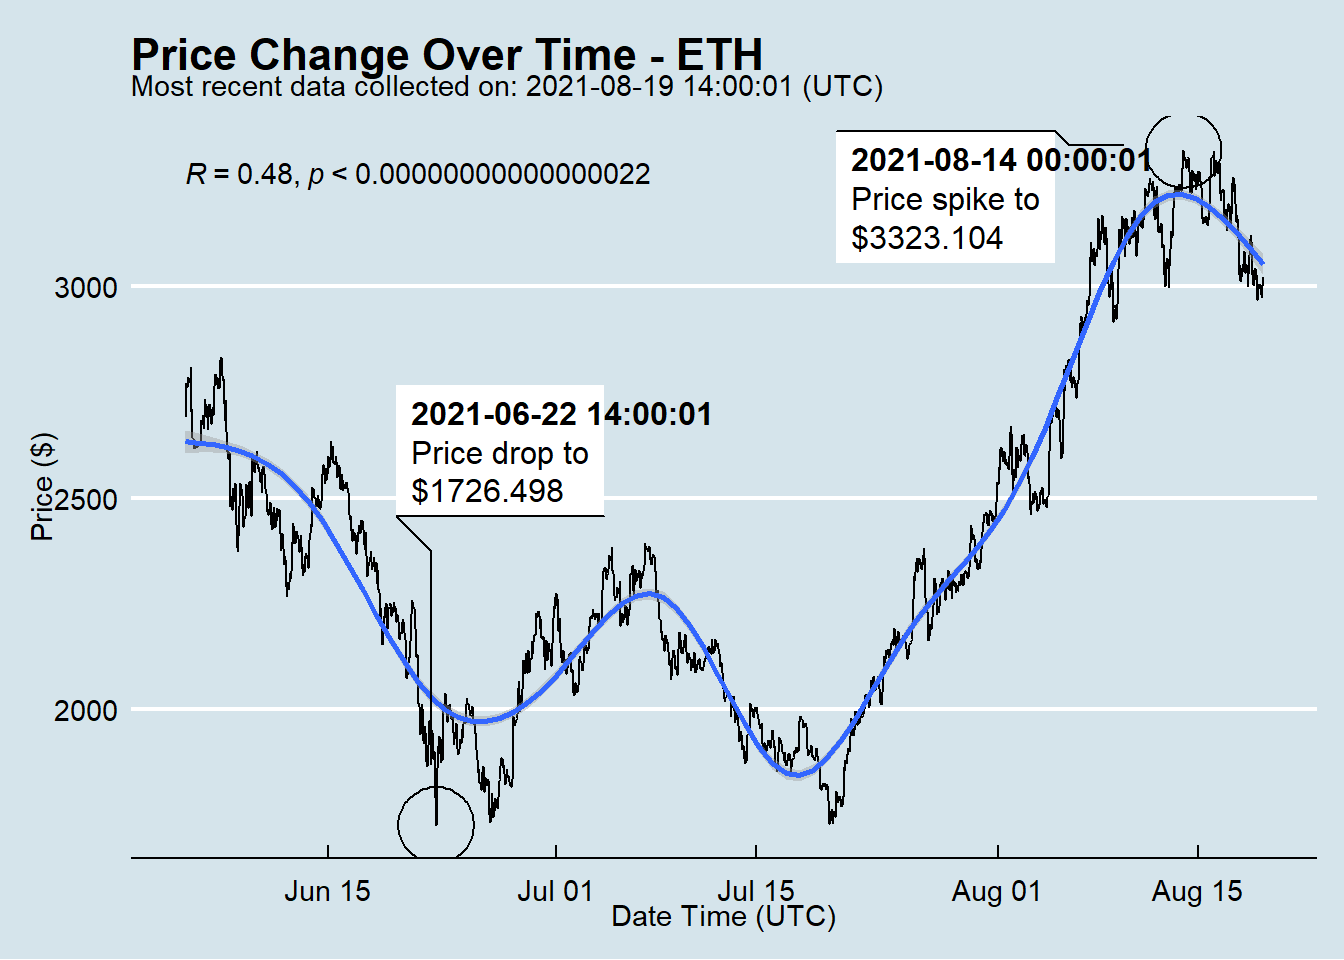 Price Change Over Time - ETH
Most recent data collected on: 2021-08-19 14:00:01 (UTC)
R = 0.48, p < 0.00000000000000022
2021-08-14 00:00:01
Price spike to
$3323.104
3000
2021-06-22 14:00:01
Price drop to
$1726.498
Price ($)
2500
2000
Jun 15
Jul 01
Jul 15
Aug 01
Aug 15
Date Time (UTC)